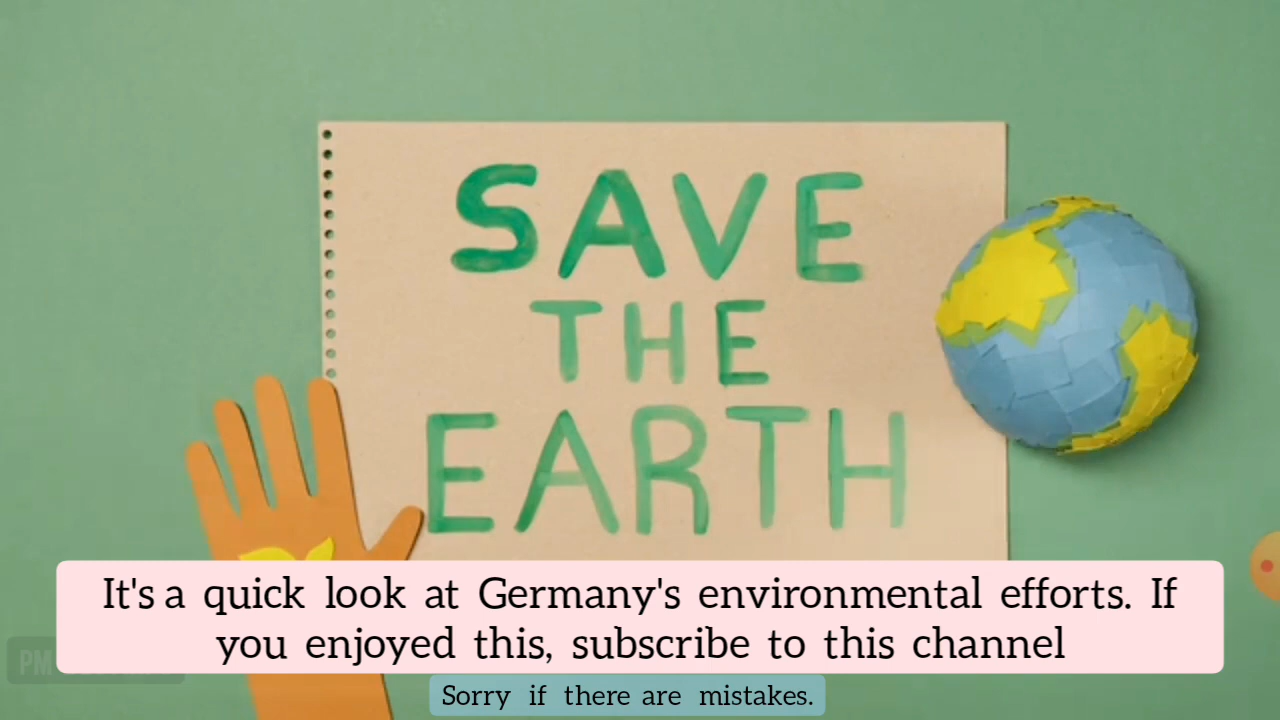 SAVE
THE
EARTH
It's a quick look at Germany's environmental efforts. If
you enjoyed this, subscribe to this channel
PM
Sorry if there are mistakes.